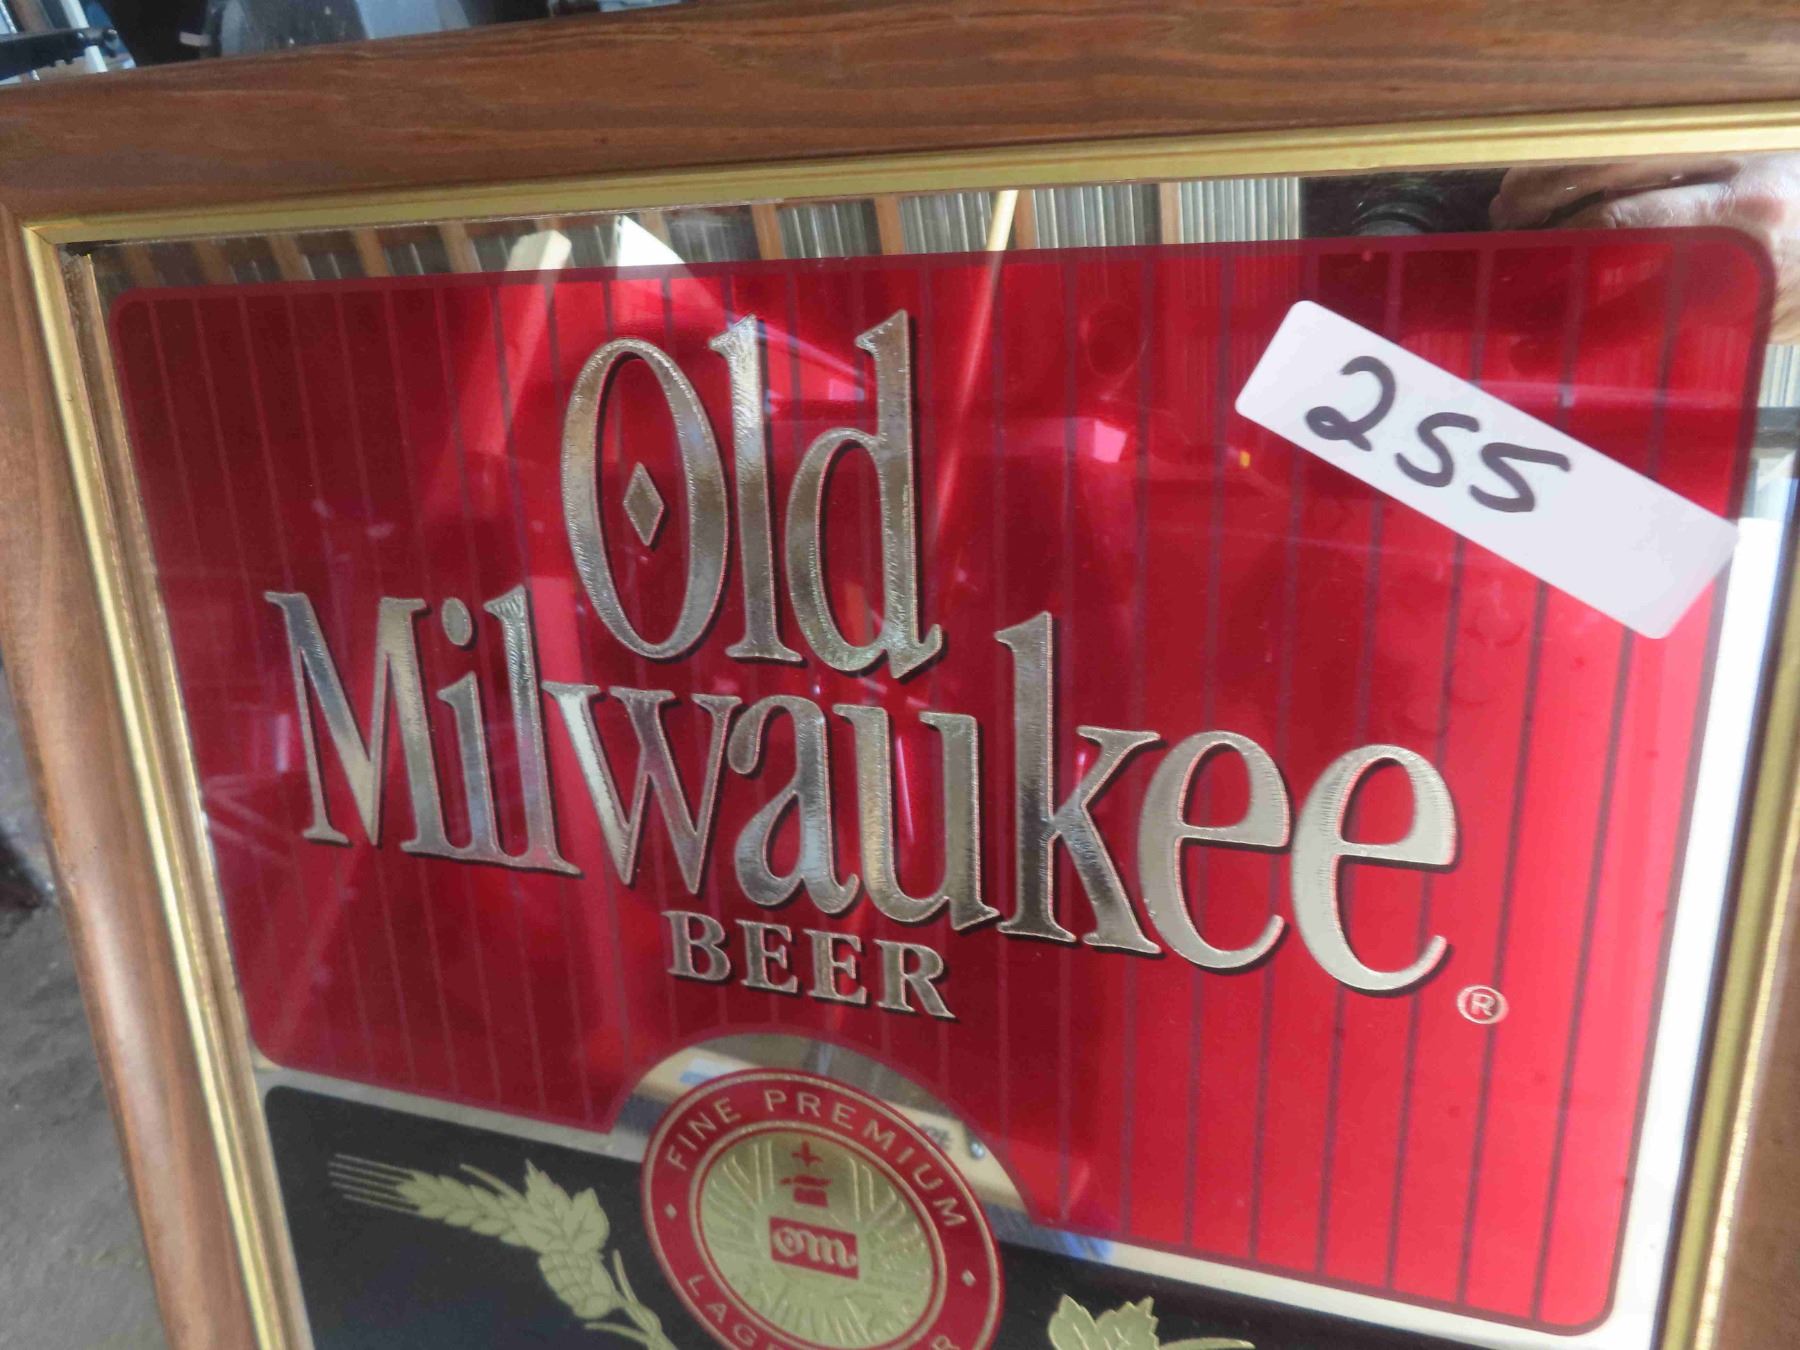 255
Old
Milwaukee
BEER
®
FINE PREMIUM
om